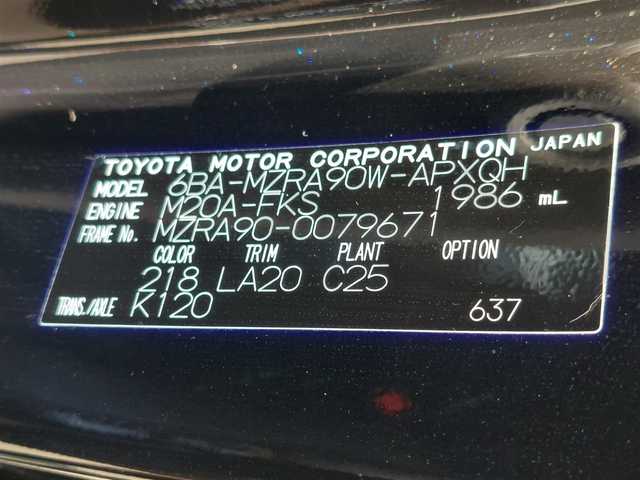 TOYOTA MOTOR CORPORATION JAPAN
MODEL 6BA-MZRA90W-APXQH
ENGINE M20A-FKS 1986 mL
FRAME No. MZRA90-0079671
COLOR TRIM PLANT OPTION
218 LA20 C25
TRANS./AXLE K120 637